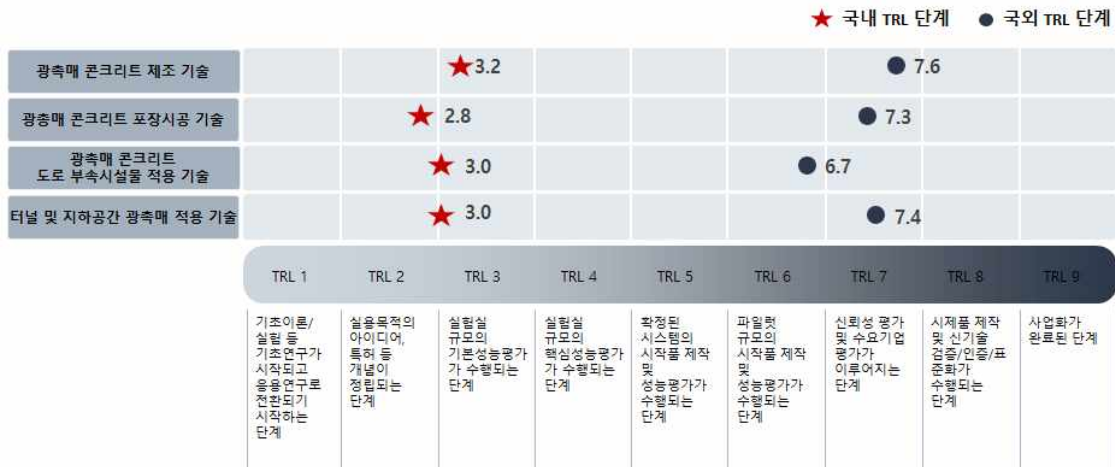 ★ 국내 TRL 단계 ● 국외 TRL 단계
광촉매 콘크리트 제조 기술
3.2
7.6
광총매 콘크리트 포장시공 기술
2.8
7.3
광촉매 콘크리트
도로 부속시설물 적용 기술
3.0
6.7
터널 및 지하공간 광촉매 적용 기술
3.0
7.4
TRL 1
TRL 2
TRL 3
TRL 4
TRL 5
TRL 6
TRL 7
TRL 8
TRL 9
기초이론/
실험 등
기초연구가
시작되고
응용연구로
전환되기
시작하는
단계
실용목적의
아이디어,
특허 등
개념이
정립되는
단계
실험실
규모의
기본성능평가
가 수행되는
단계
실험실
규모의
핵심성능평가
가 수행되는
단계
확정된
시스템의
시작품 제작
및
성능평가가
수행되는
단계
파일럿
규모의
시작품 제작
및
성능평가가
수행되는
단계
신뢰성 평가
및 수요기업
평가가
이루어지는
단계
시제품 제작
및 신기술
검증/인증/표
준화가
수행되는
단계
사업화가
완료된 단계